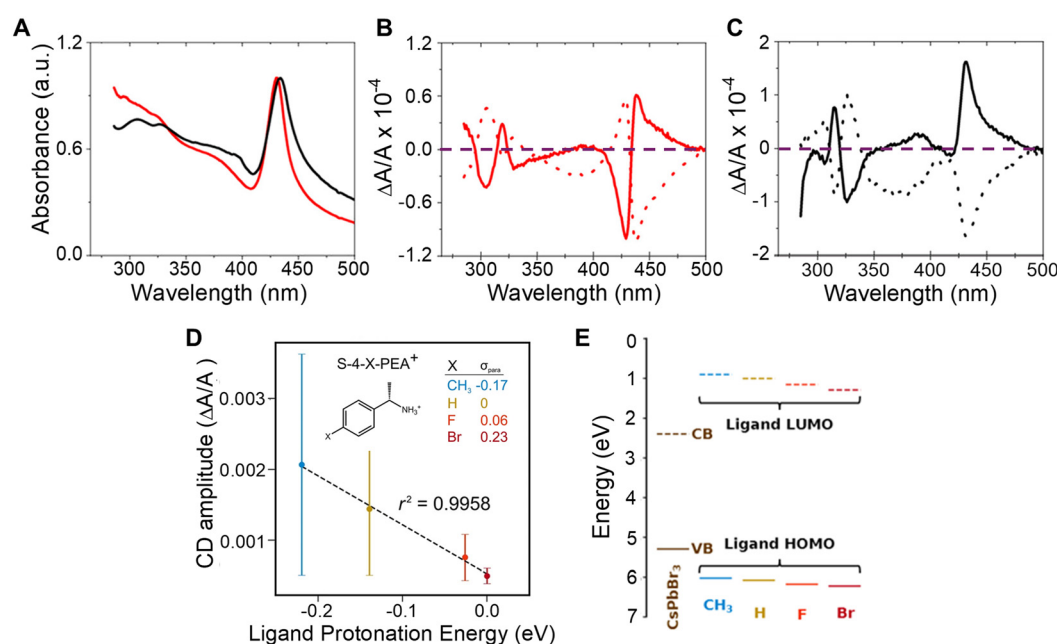 A
Absorbance (a.u.)
1.2
0.6
0.0
300 350 400 450 500
Wavelength (nm)
B
ΔA/A x 10⁻⁴
1.2
0.6
0.0
-0.6
-1.2
300 350 400 450 500
Wavelength (nm)
C
ΔA/A x 10⁻⁴
2
1
0
-1
-2
300 350 400 450 500
Wavelength (nm)
D
CD amplitude (ΔA/A)
0.003
0.002
0.001
S-4-X-PEA⁺
X σpara
CH₃ -0.17
H 0
F 0.06
Br 0.23
NH₃⁺
X
r² = 0.9958
-0.2 -0.1 0.0
Ligand Protonation Energy (eV)
E
Energy (eV)
0
1
2
3
4
5
6
7
Ligand LUMO
CB
Ligand HOMO
VB
CsPbBr₃
CH₃ H F Br